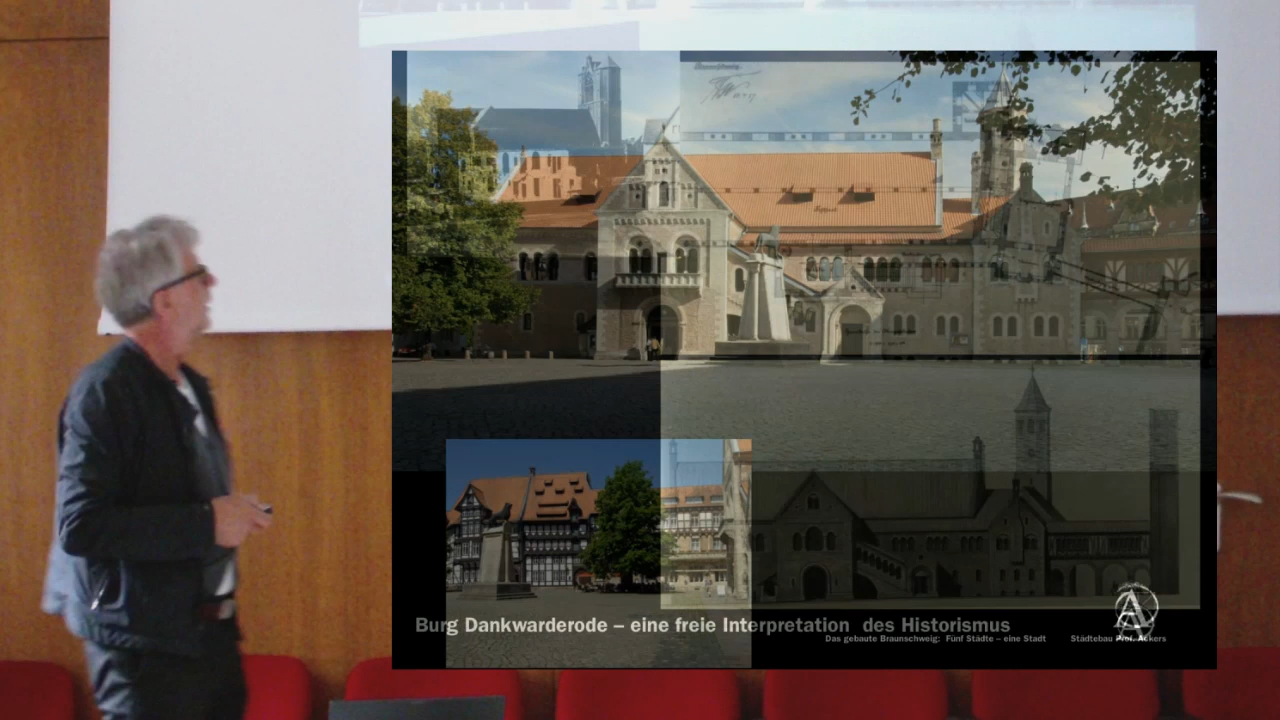 Burg Dankwarderode – eine freie Interpretation des Historismus
Das gebaute Braunschweig: Fünf Städte – eine Stadt Städtebau Prof. Ackers
A